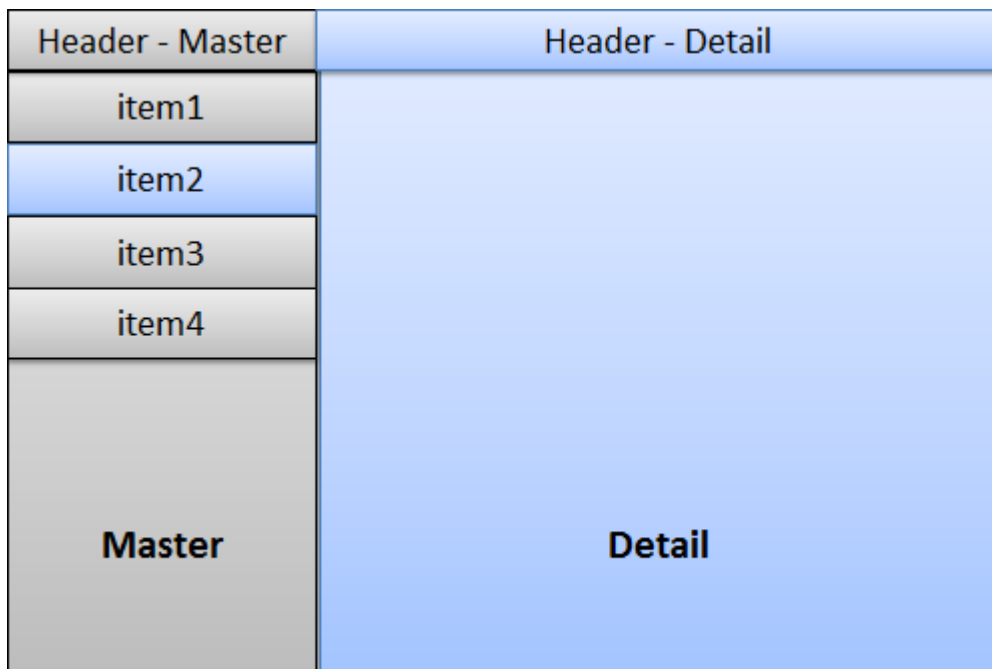 Header - Master
Header - Detail
item1
item2
item3
item4
Master
Detail